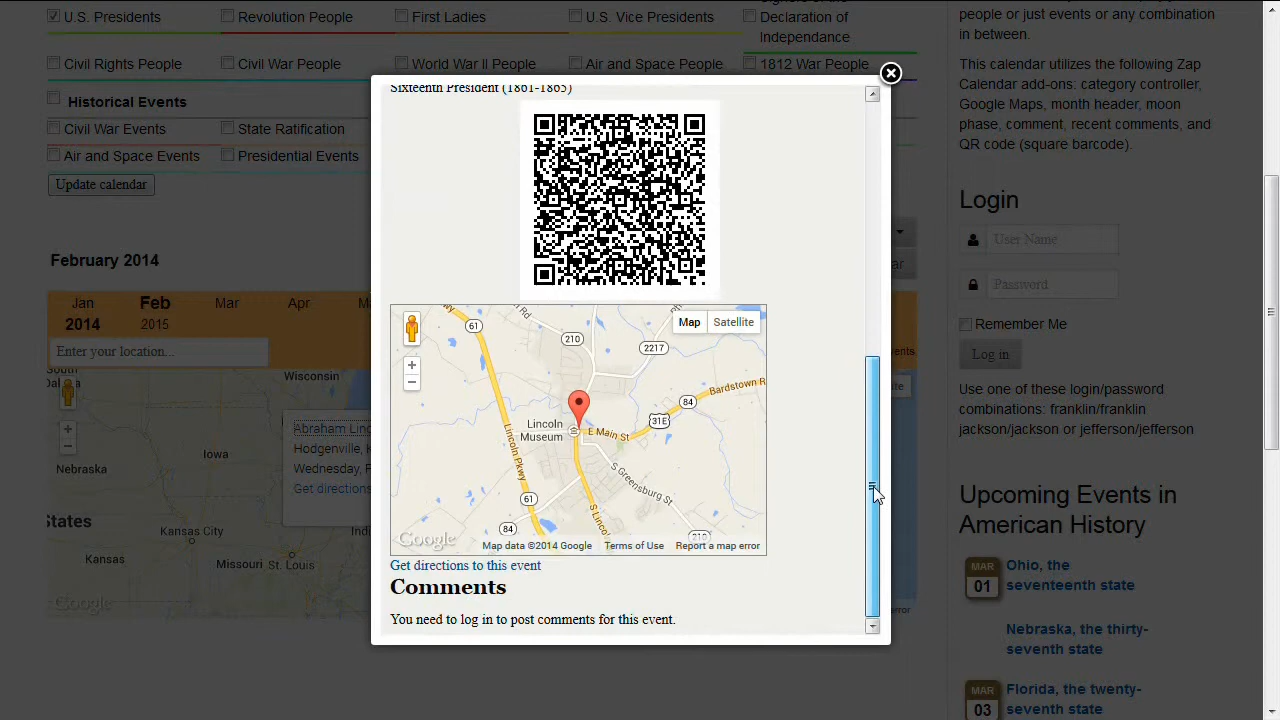 U.S. Presidents
Revolution People
First Ladies
U.S. Vice Presidents
Declaration of
Independence
Civil Rights People
Civil War People
World War II People
Air and Space People
1812 War People
Historical Events
Civil War Events
State Ratification
Air and Space Events
Presidential Events
Update calendar
February 2014
Jan
Feb
Mar
Apr
2014
2015
Enter your location...
Wisconsin
Iowa
Nebraska
Kansas City
Kansas
Missouri
St. Louis
States
Google
Abraham Linc
Hodgenville,
Wednesday, F
Get directions
Sixteenth President (1861-1865)
Map
Satellite
61
210
2217
Bardstown R
84
31E
Lincoln
Museum
E Main St
Lincoln Pkwy
S Greensburg St
S Lincol
61
84
210
Google
Map data ©2014 Google
Terms of Use
Report a map error
Get directions to this event
Comments
You need to log in to post comments for this event.
people or just events or any combination
in between.
This calendar utilizes the following Zap
Calendar add-ons: category controller,
Google Maps, month header, moon
phase, comment, recent comments, and
QR code (square barcode).
Login
User Name
Password
Remember Me
Log in
Use one of these login/password
combinations: franklin/franklin
jackson/jackson or jefferson/jefferson
Upcoming Events in
American History
MAR
01
Ohio, the
seventeenth state
Nebraska, the thirty-
seventh state
MAR
03
Florida, the twenty-
seventh state